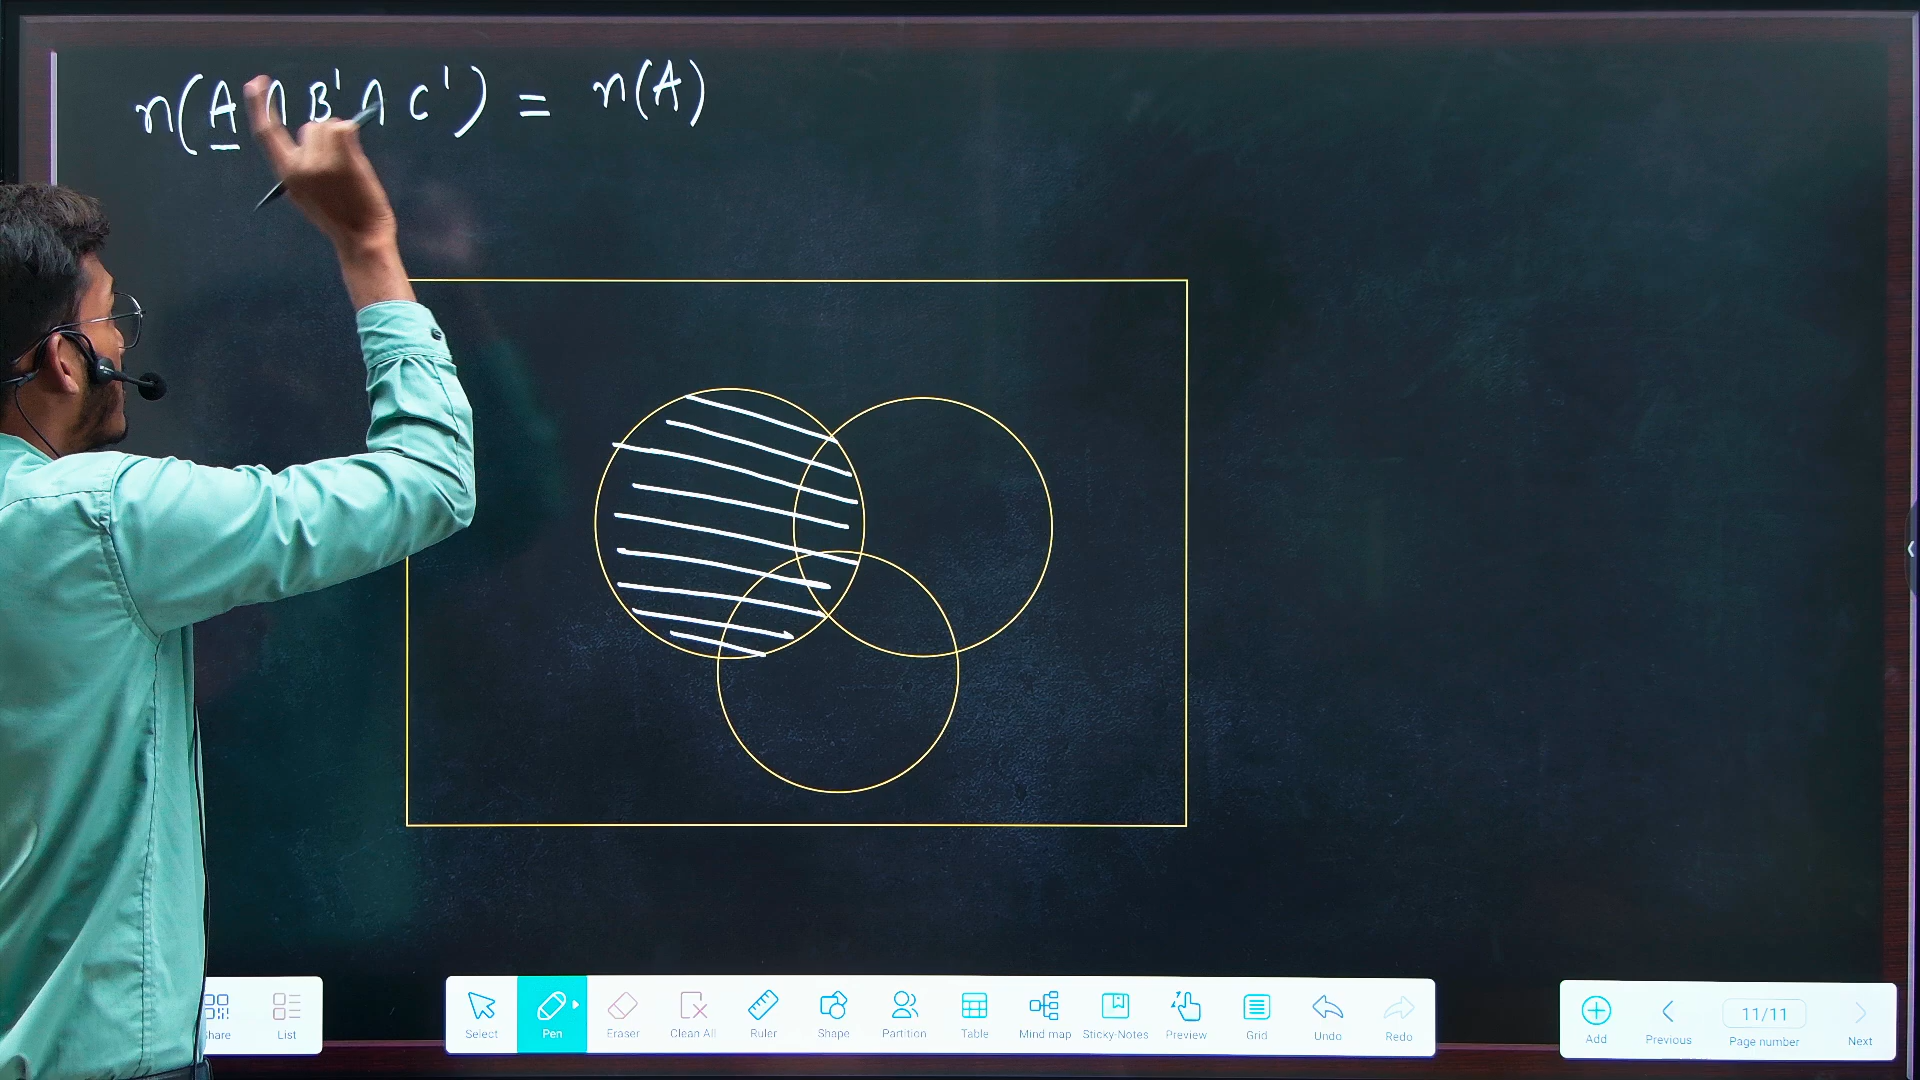 n(A ∩ B' ∩ C') = n(A)
Share
List
Select
Pen
Eraser
Clean All
Ruler
Shape
Partition
Table
Mind map
Sticky-Notes
Preview
Grid
Undo
Redo
Add
Previous
11/11
Page number
Next